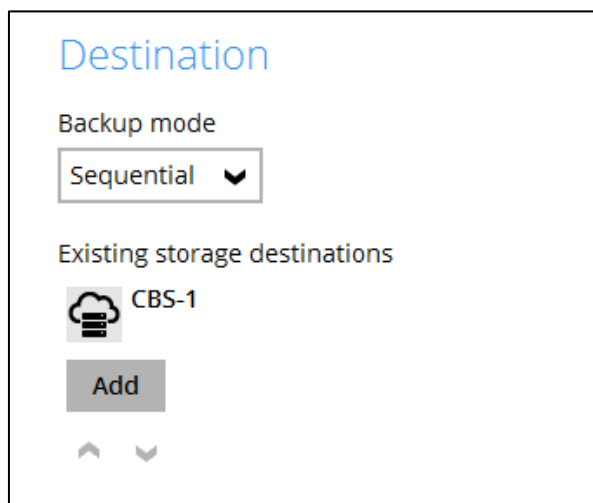 Destination
Backup mode
Sequential
Existing storage destinations
CBS-1
Add